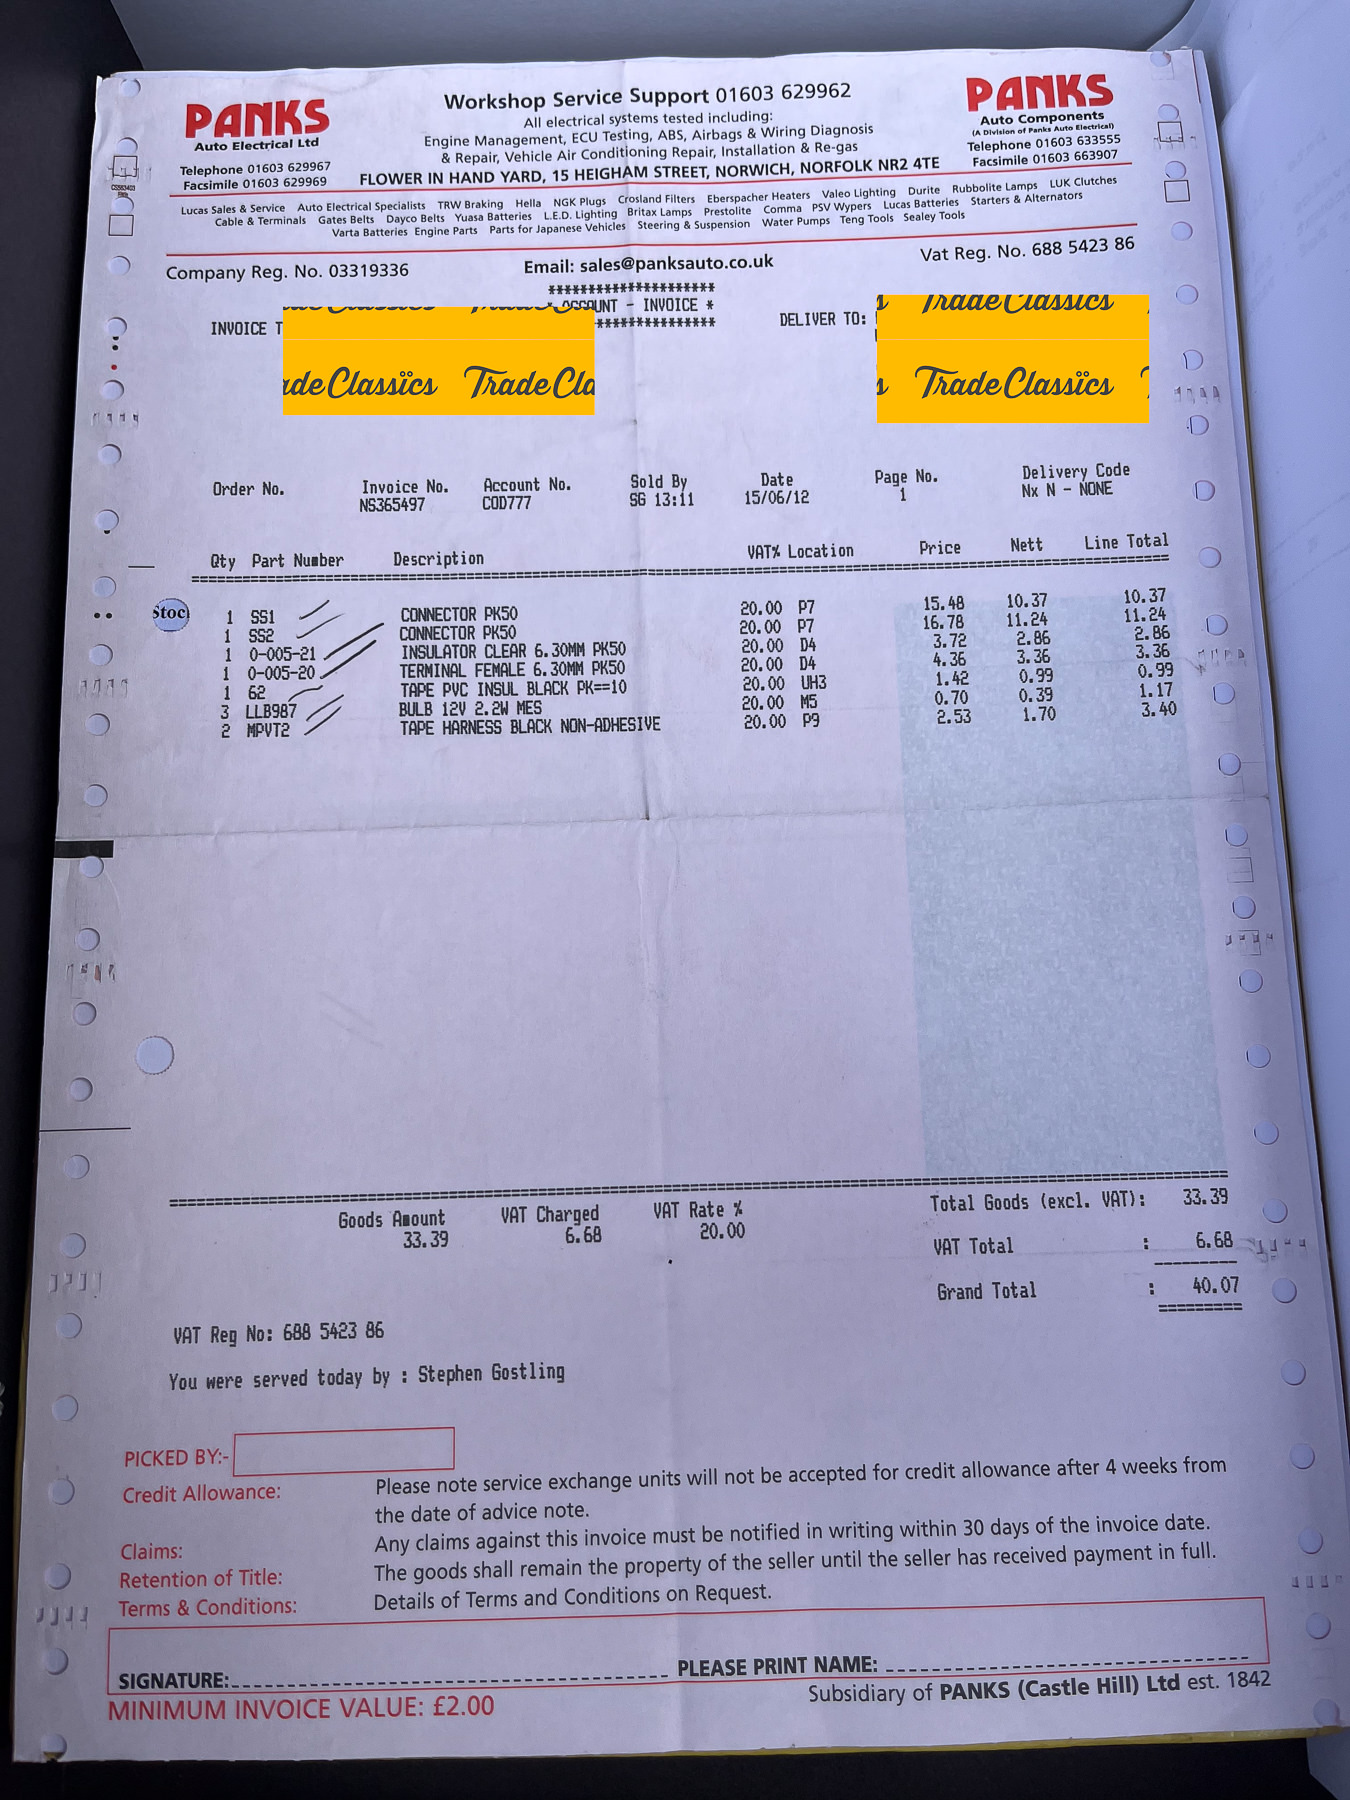 PANKS
Auto Electrical Ltd
Telephone 01603 629967
Facsimile 01603 629969
Workshop Service Support 01603 629962
All electrical systems tested including:
Engine Management, ECU Testing, ABS, Airbags & Wiring Diagnosis
& Repair, Vehicle Air Conditioning Repair, Installation & Re-gas
FLOWER IN HAND YARD, 15 HEIGHAM STREET, NORWICH, NORFOLK NR2 4TE
PANKS
Auto Components
(A Division of Panks Auto Electrical)
Telephone 01603 633555
Facsimile 01603 663907
Lucas Sales & Service Auto Electrical Specialists TRW Braking Hella NGK Plugs Crosland Filters Eberspacher Heaters Valeo Lighting Durite Rubbolite Lamps LUK Clutches
Cable & Terminals Gates Belts Dayco Belts Yuasa Batteries L.E.D. Lighting Britax Lamps Prestolite Comma PSV Wypers Lucas Batteries Starters & Alternators
Varta Batteries Engine Parts Parts for Japanese Vehicles Steering & Suspension Water Pumps Teng Tools Sealey Tools
Company Reg. No. 03319336 Email: sales@panksauto.co.uk Vat Reg. No. 688 5423 86
*********************
* ACCOUNT - INVOICE *
***************
INVOICE T
DELIVER TO:
Trade Classics
ade Classics Trade Cla
Trade Classics
Order No. Invoice No. Account No. Sold By Date Page No. Delivery Code
NS365497 COD777 SG 13:11 15/06/12 1 Nx N - NONE
Qty Part Number Description VAT% Location Price Nett Line Total
Stoc
1 SS1 CONNECTOR PK50 20.00 P7 15.48 10.37 10.37
1 SS2 CONNECTOR PK50 20.00 P7 16.78 11.24 11.24
1 0-005-21 INSULATOR CLEAR 6.30MM PK50 20.00 D4 3.72 2.86 2.86
1 0-005-20 TERMINAL FEMALE 6.30MM PK50 20.00 D4 4.36 3.36 3.36
1 62 TAPE PVC INSUL BLACK PK==10 20.00 UH3 1.42 0.99 0.99
3 LLB987 BULB 12V 2.2W MES 20.00 M5 0.70 0.39 1.17
2 MPVT2 TAPE HARNESS BLACK NON-ADHESIVE 20.00 P9 2.53 1.70 3.40
Goods Amount VAT Charged VAT Rate % Total Goods (excl. VAT): 33.39
33.39 6.68 20.00
VAT Total : 6.68
Grand Total : 40.07
VAT Reg No: 688 5423 86
You were served today by : Stephen Gostling
PICKED BY:-
Credit Allowance: Please note service exchange units will not be accepted for credit allowance after 4 weeks from
the date of advice note.
Claims: Any claims against this invoice must be notified in writing within 30 days of the invoice date.
Retention of Title: The goods shall remain the property of the seller until the seller has received payment in full.
Terms & Conditions: Details of Terms and Conditions on Request.
SIGNATURE: PLEASE PRINT NAME:
MINIMUM INVOICE VALUE: £2.00 Subsidiary of PANKS (Castle Hill) Ltd est. 1842